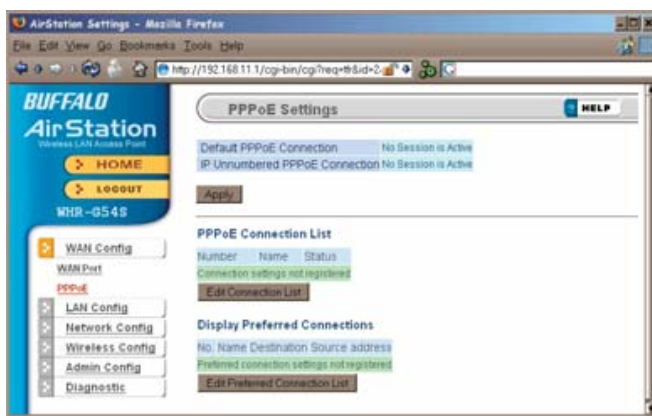 AirStation Settings - Mozilla Firefox
File Edit View Go Bookmarks Tools Help
http://192.168.11.1/cgi-bin/cgi?req=tfr&id=2
BUFFALO
AirStation
Wireless LAN Access Point
HOME
LOGOUT
WHR-G54S
WAN Config
WAN Port
PPPoE
LAN Config
Network Config
Wireless Config
Admin Config
Diagnostic
PPPoE Settings
HELP
Default PPPoE Connection No Session is Active
IP Unnumbered PPPoE Connection No Session is Active
Apply
PPPoE Connection List
Number Name Status
Connection settings not registered
Edit Connection List
Display Preferred Connections
No. Name Destination Source address
Preferred connection settings not registered
Edit Preferred Connection List